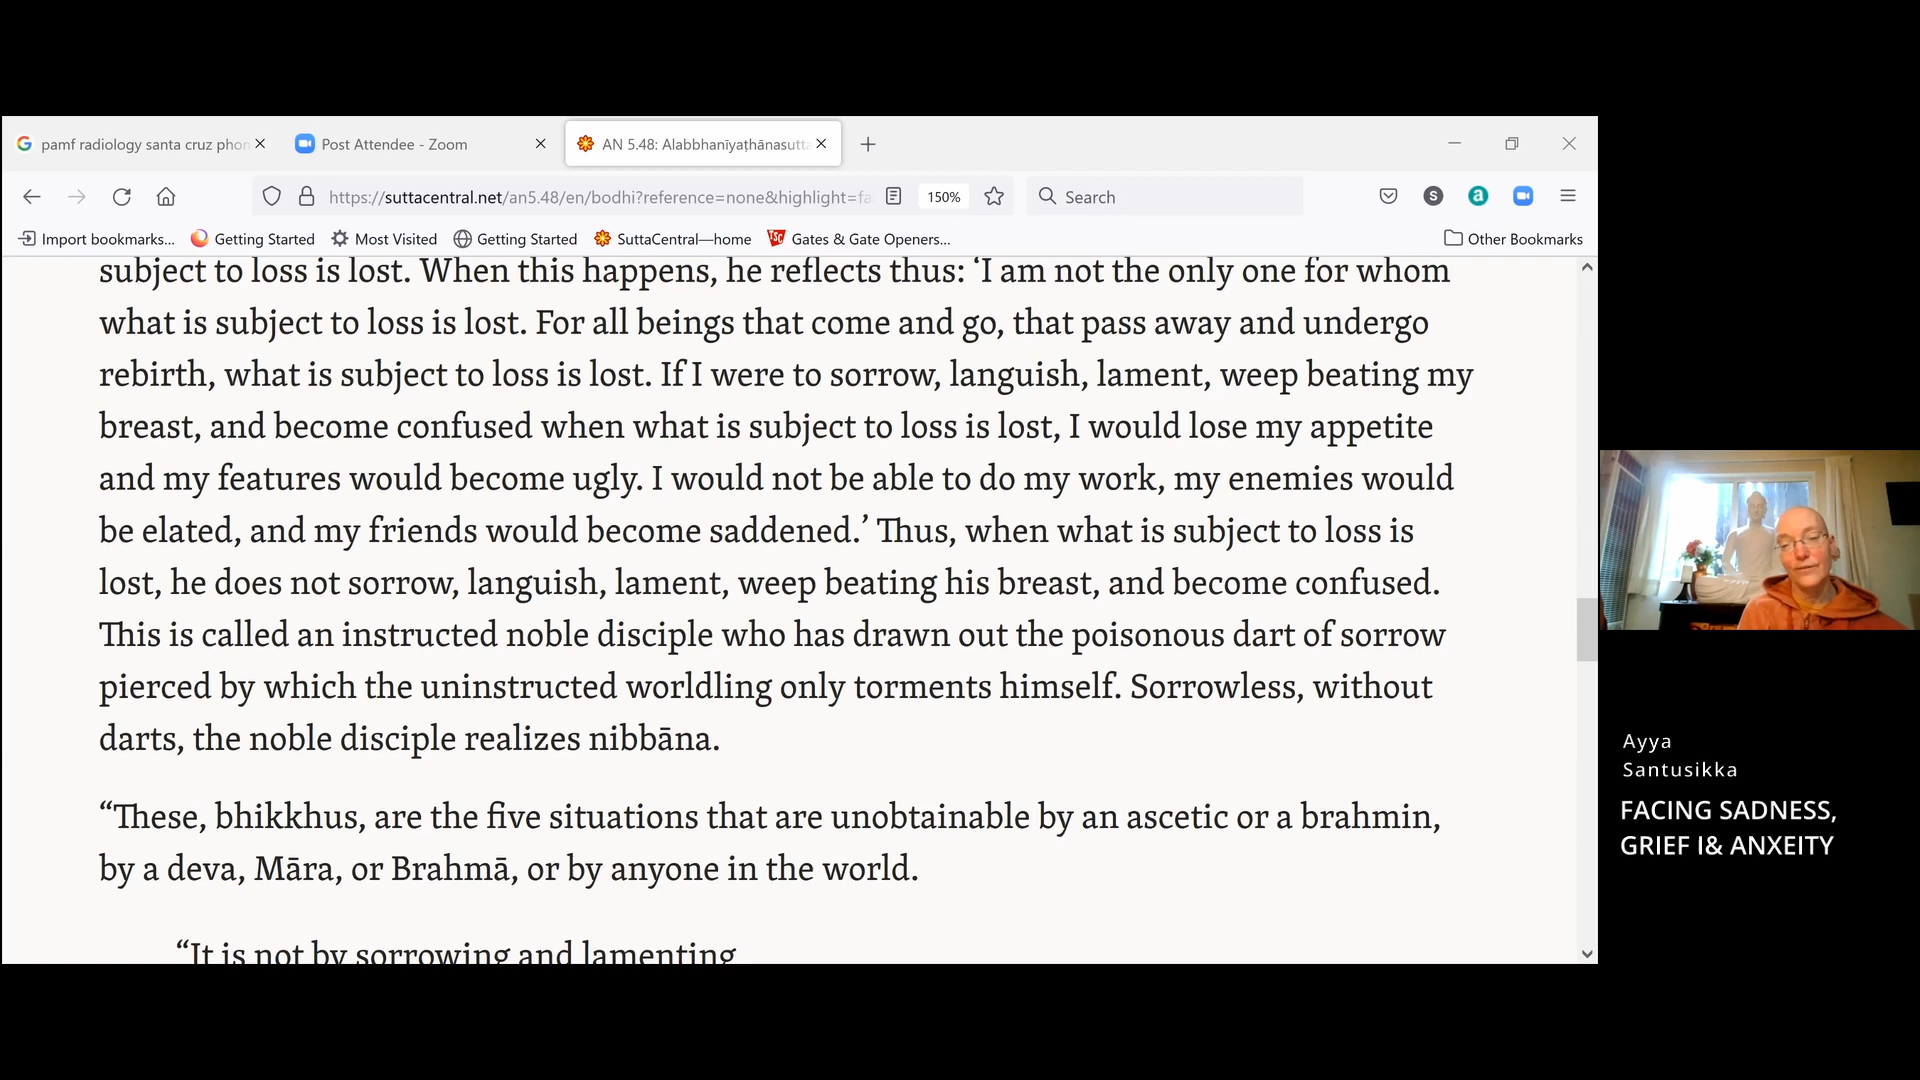 pamf radiology santa cruz phon
Post Attendee - Zoom
AN 5.48: Alabbhanīyaṭhānasutta
https://suttacentral.net/an5.48/en/bodhi?reference=none&highlight=fa
150%
Search
Import bookmarks...
Getting Started
Most Visited
Getting Started
SuttaCentral—home
Gates & Gate Openers...
Other Bookmarks
subject to loss is lost. When this happens, he reflects thus: ‘I am not the only one for whom
what is subject to loss is lost. For all beings that come and go, that pass away and undergo
rebirth, what is subject to loss is lost. If I were to sorrow, languish, lament, weep beating my
breast, and become confused when what is subject to loss is lost, I would lose my appetite
and my features would become ugly. I would not be able to do my work, my enemies would
be elated, and my friends would become saddened.’ Thus, when what is subject to loss is
lost, he does not sorrow, languish, lament, weep beating his breast, and become confused.
This is called an instructed noble disciple who has drawn out the poisonous dart of sorrow
pierced by which the uninstructed worldling only torments himself. Sorrowless, without
darts, the noble disciple realizes nibbāna.
“These, bhikkhus, are the five situations that are unobtainable by an ascetic or a brahmin,
by a deva, Māra, or Brahmā, or by anyone in the world.
“It is not by sorrowing and lamenting
Ayya
Santusikka
FACING SADNESS,
GRIEF I& ANXEITY